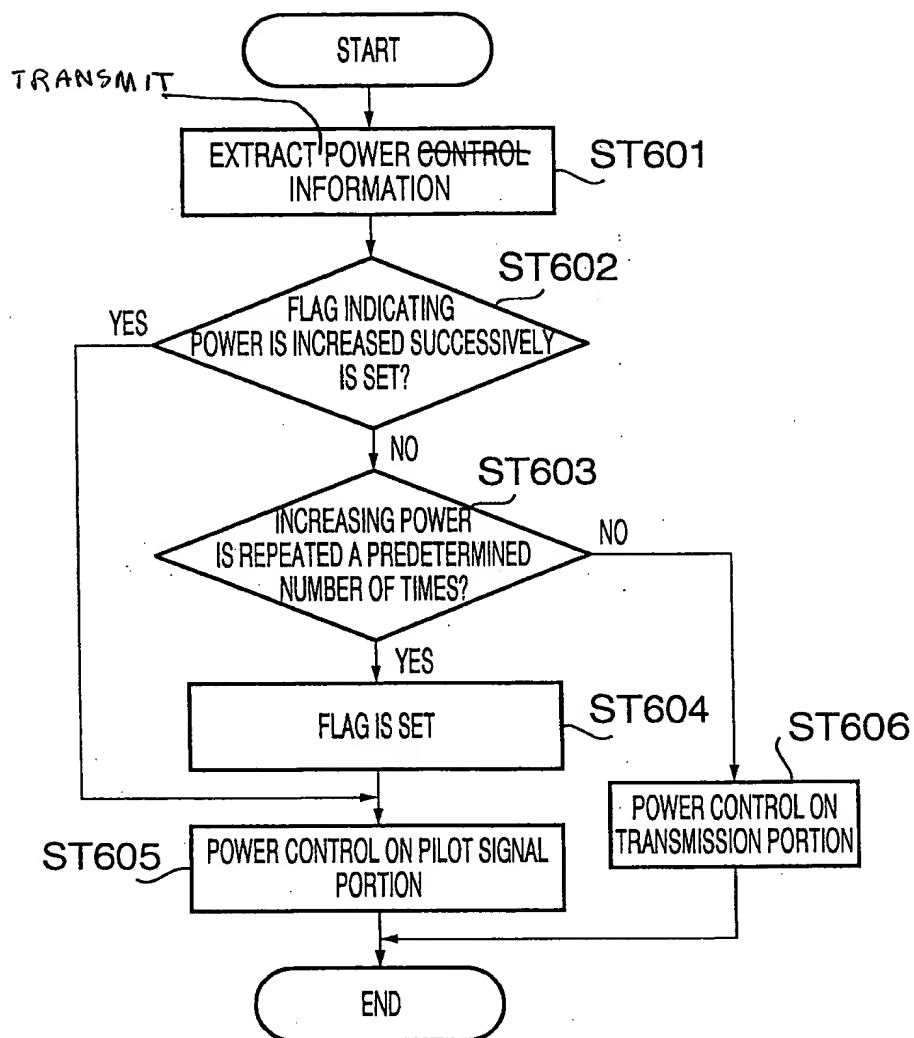 START
TRANSMIT
EXTRACT POWER CONTROL
INFORMATION
ST601
ST602
FLAG INDICATING
POWER IS INCREASED SUCCESSIVELY
IS SET?
YES
NO
ST603
INCREASING POWER
IS REPEATED A PREDETERMINED
NUMBER OF TIMES?
NO
YES
FLAG IS SET
ST604
ST606
POWER CONTROL ON
TRANSMISSION PORTION
ST605
POWER CONTROL ON PILOT SIGNAL
PORTION
END